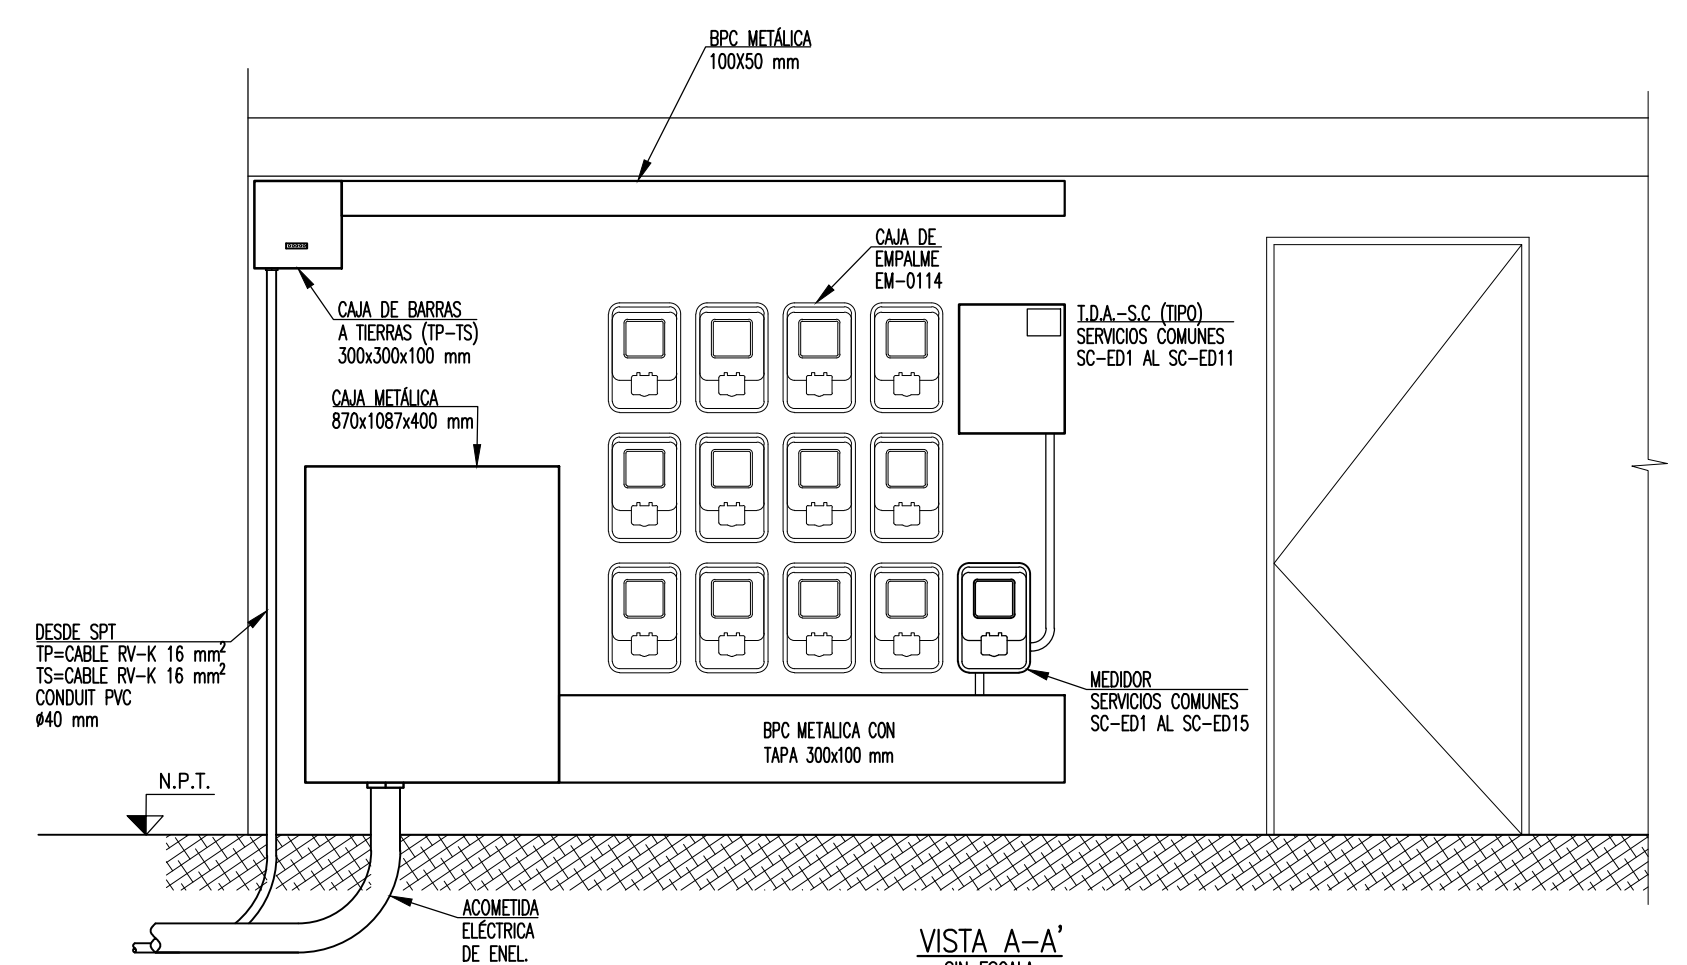 BPC METÁLICA
100X50 mm
CAJA DE
EMPALME
EM-0114
CAJA DE BARRAS
A TIERRAS (TP-TS)
300x300x100 mm
T.D.A.-S.C (TIPO)
SERVICIOS COMUNES
SC-ED1 AL SC-ED11
CAJA METÁLICA
870x1087x400 mm
DESDE SPT
TP=CABLE RV-K 16 mm²
TS=CABLE RV-K 16 mm²
CONDUIT PVC
ø40 mm
MEDIDOR
SERVICIOS COMUNES
SC-ED1 AL SC-ED15
BPC METALICA CON
TAPA 300x100 mm
N.P.T.
ACOMETIDA
ELÉCTRICA
DE ENEL.
VISTA A-A'
SIN ESCALA